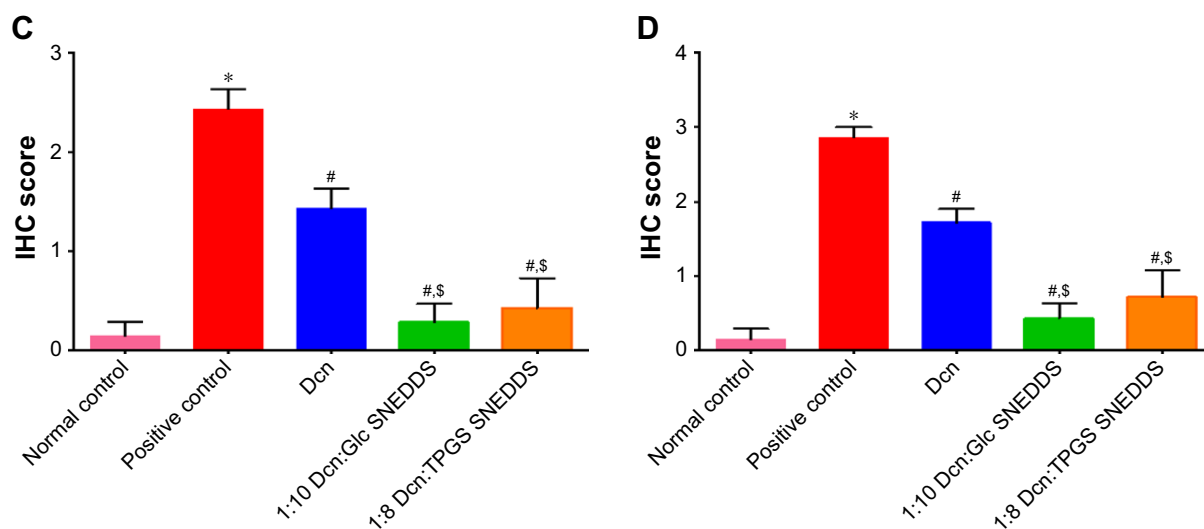 C
IHC score
3
2
1
0
*
#
#,$
#,$
Normal control
Positive control
Dcn
1:10 Dcn:Glc SNEDDS
1:8 Dcn:TPGS SNEDDS
D
IHC score
4
3
2
1
0
*
#
#,$
#,$
Normal control
Positive control
Dcn
1:10 Dcn:Glc SNEDDS
1:8 Dcn:TPGS SNEDDS